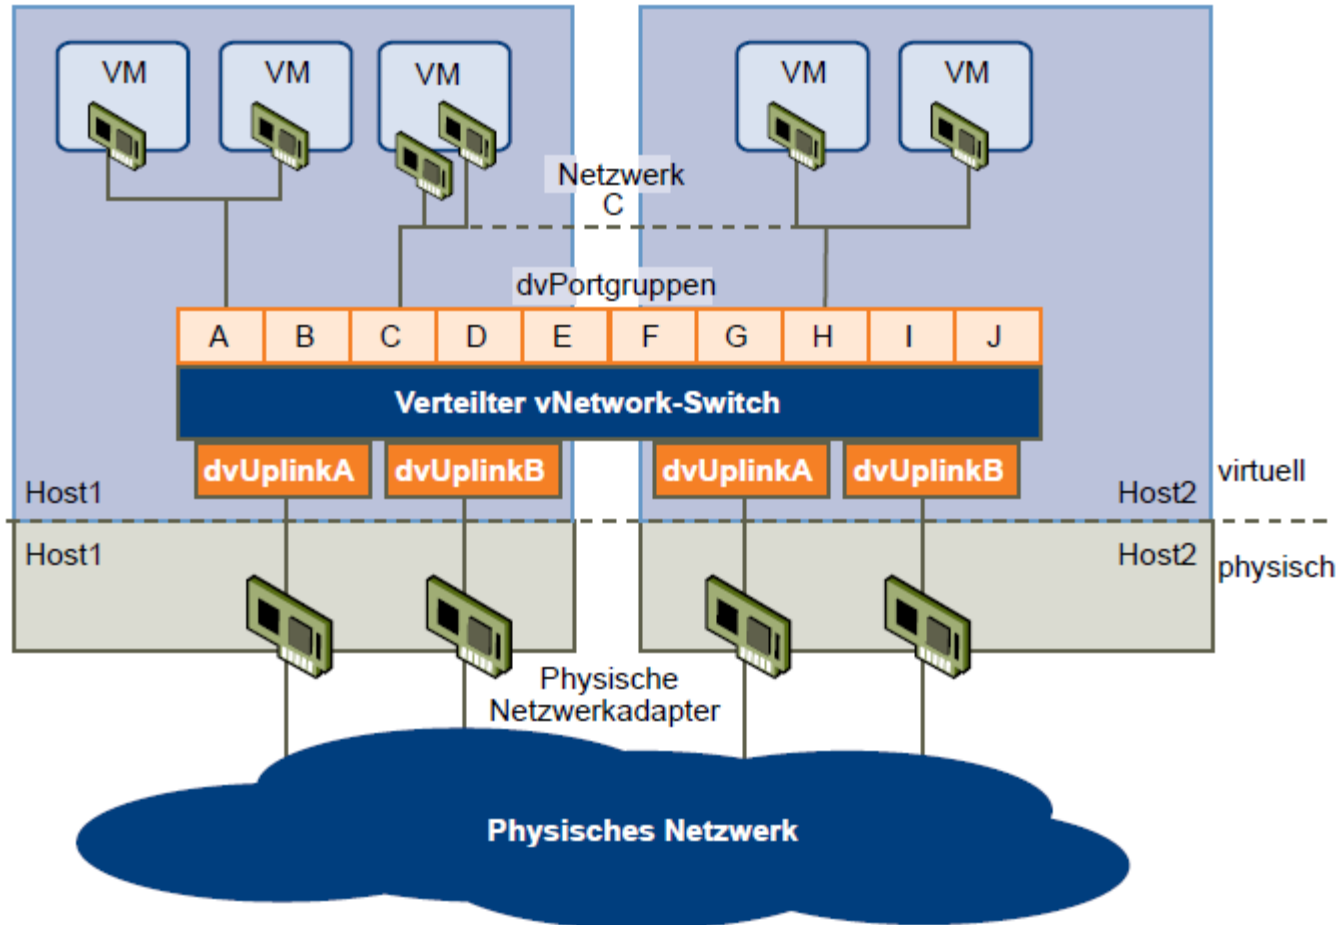 VM
VM
VM
VM
VM
Netzwerk
C
dvPortgruppen
A B C D E F G H I J
Verteilter vNetwork-Switch
dvUplinkA dvUplinkB dvUplinkA dvUplinkB
Host1
Host2
virtuell
Host1
Host2
physisch
Physische
Netzwerkadapter
Physisches Netzwerk